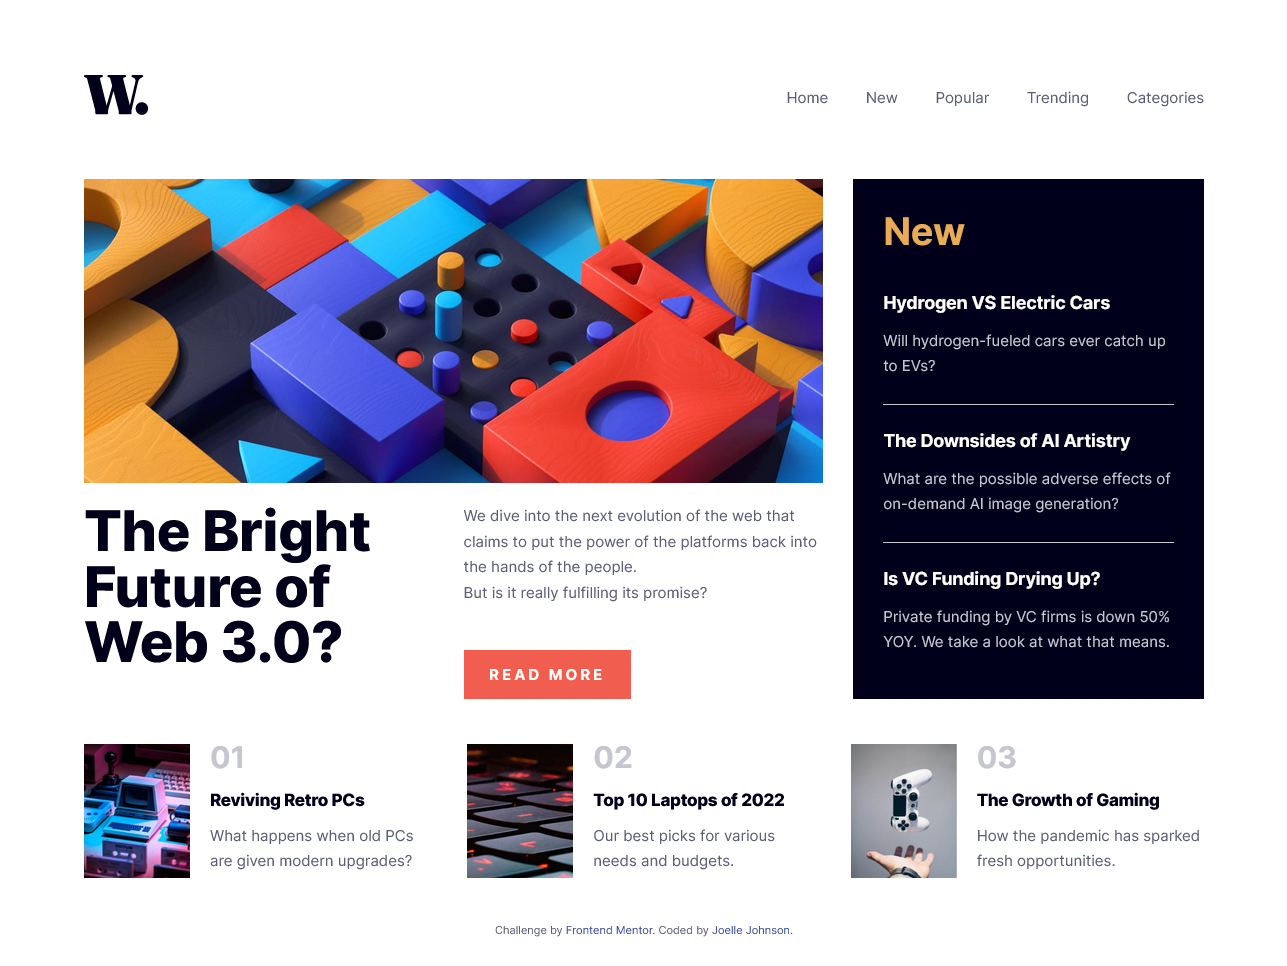 W.
Home New Popular Trending Categories
New
Hydrogen VS Electric Cars
Will hydrogen-fueled cars ever catch up
to EVs?
The Downsides of AI Artistry
What are the possible adverse effects of
on-demand AI image generation?
Is VC Funding Drying Up?
Private funding by VC firms is down 50%
YOY. We take a look at what that means.
The Bright
Future of
Web 3.0?
We dive into the next evolution of the web that
claims to put the power of the platforms back into
the hands of the people.
But is it really fulfilling its promise?
READ MORE
01
Reviving Retro PCs
What happens when old PCs
are given modern upgrades?
02
Top 10 Laptops of 2022
Our best picks for various
needs and budgets.
03
The Growth of Gaming
How the pandemic has sparked
fresh opportunities.
Challenge by Frontend Mentor. Coded by Joelle Johnson.